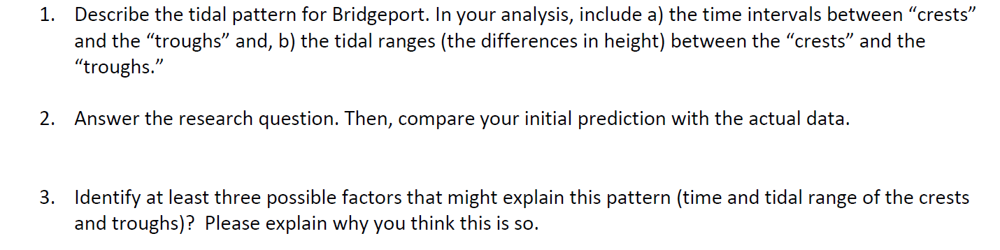 1. Describe the tidal pattern for Bridgeport. In your analysis, include a) the time intervals between “crests”
and the “troughs” and, b) the tidal ranges (the differences in height) between the “crests” and the
“troughs.”
2. Answer the research question. Then, compare your initial prediction with the actual data.
3. Identify at least three possible factors that might explain this pattern (time and tidal range of the crests
and troughs)? Please explain why you think this is so.